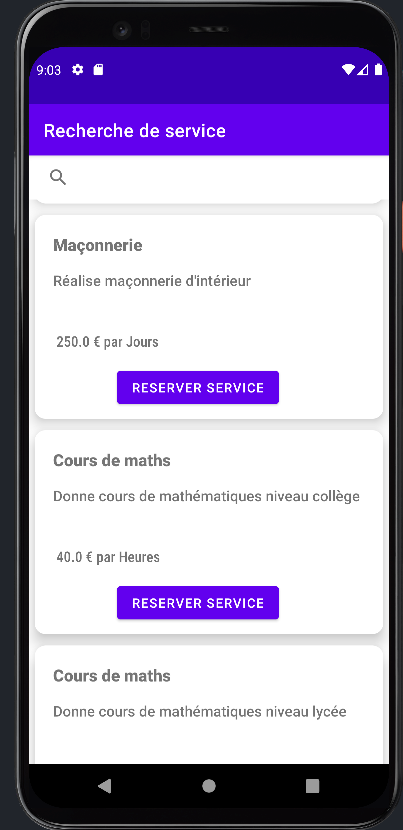 9:03
Recherche de service
Maçonnerie
Réalise maçonnerie d'intérieur
250.0 € par Jours
RESERVER SERVICE
Cours de maths
Donne cours de mathématiques niveau collège
40.0 € par Heures
RESERVER SERVICE
Cours de maths
Donne cours de mathématiques niveau lycée